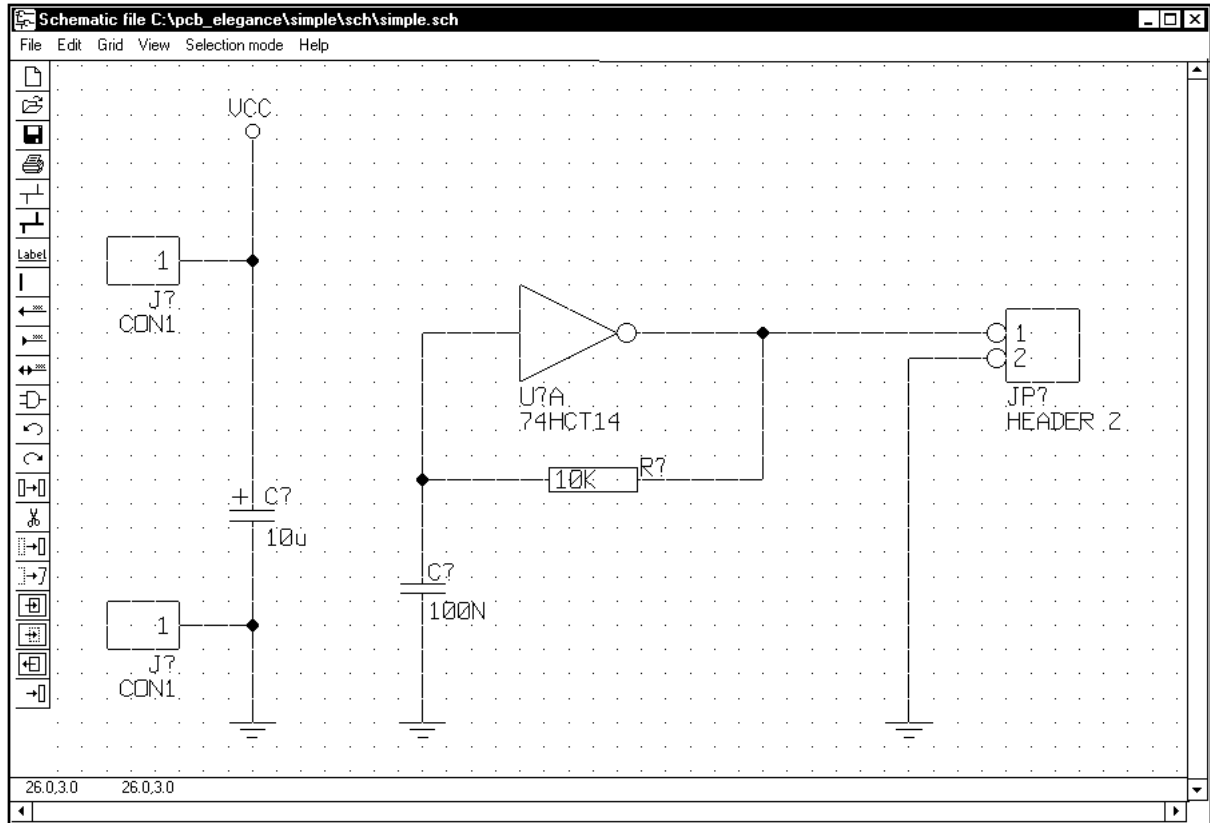 Schematic file C:\pcb_elegance\simple\sch\simple.sch
File Edit Grid View Selection mode Help
Label
VCC
1
J?
CON1
U?A
74HCT14
1
2
JP?
HEADER 2
10K
R?
+
C?
10u
C?
100N
1
J?
CON1
26.0,3.0 26.0,3.0